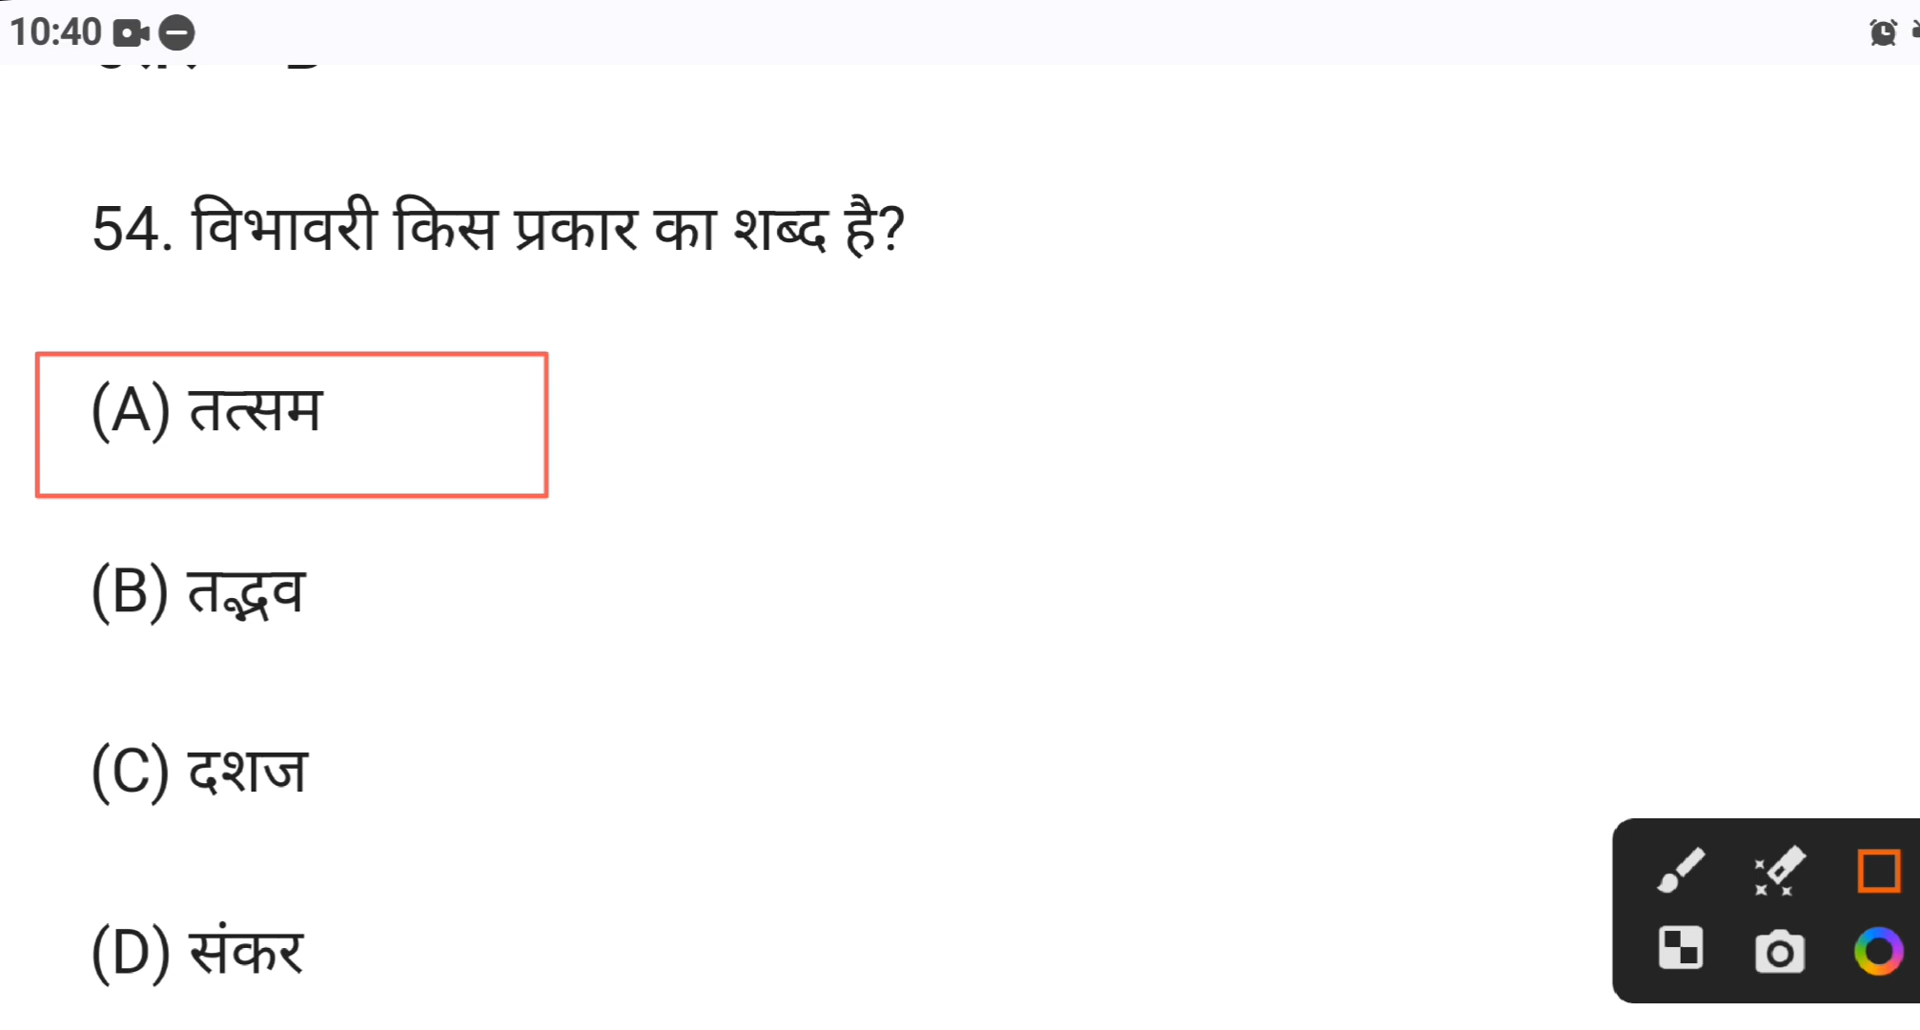 10:40
54. विभावरी किस प्रकार का शब्द है?
(A) तत्सम
(B) तद्भव
(C) दशज
(D) संकर